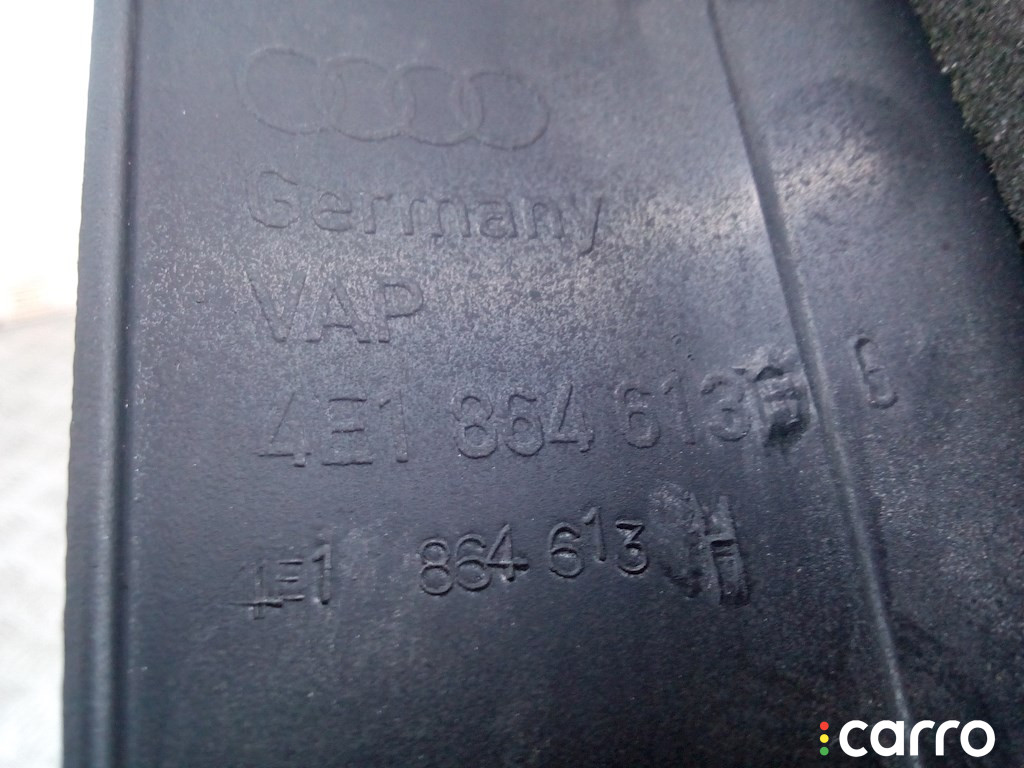 Germany
VAP
4E1 864 613
4E1 864 613 H
carro